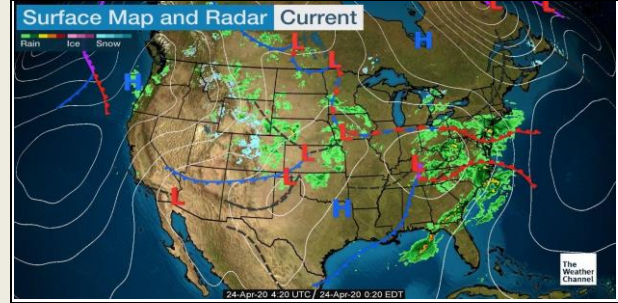 Surface Map and Radar Current
Rain Ice Snow
L
L
H
L
H
L
L
L
L
L
H
The
Weather
Channel
24-Apr-20 4:20 UTC / 24-Apr-20 0:20 EDT